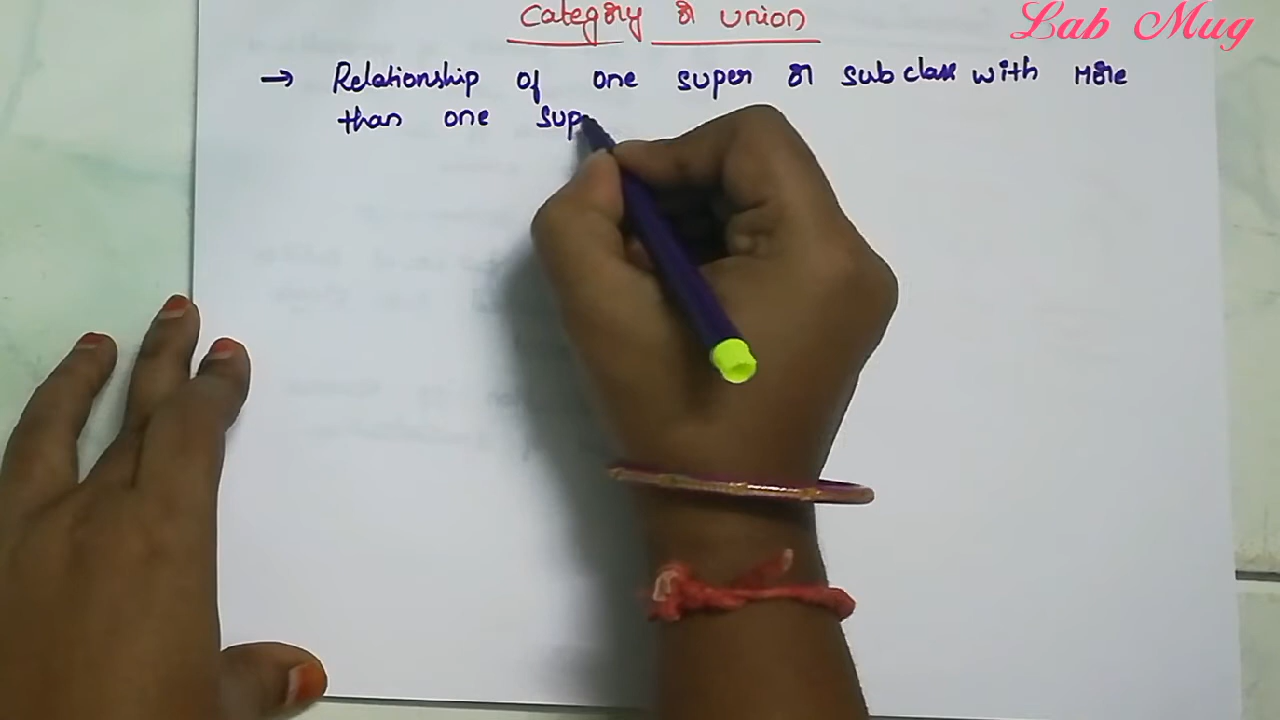 Category or union
Lab Mug
→ Relationship of one super or sub class with more
than one sup